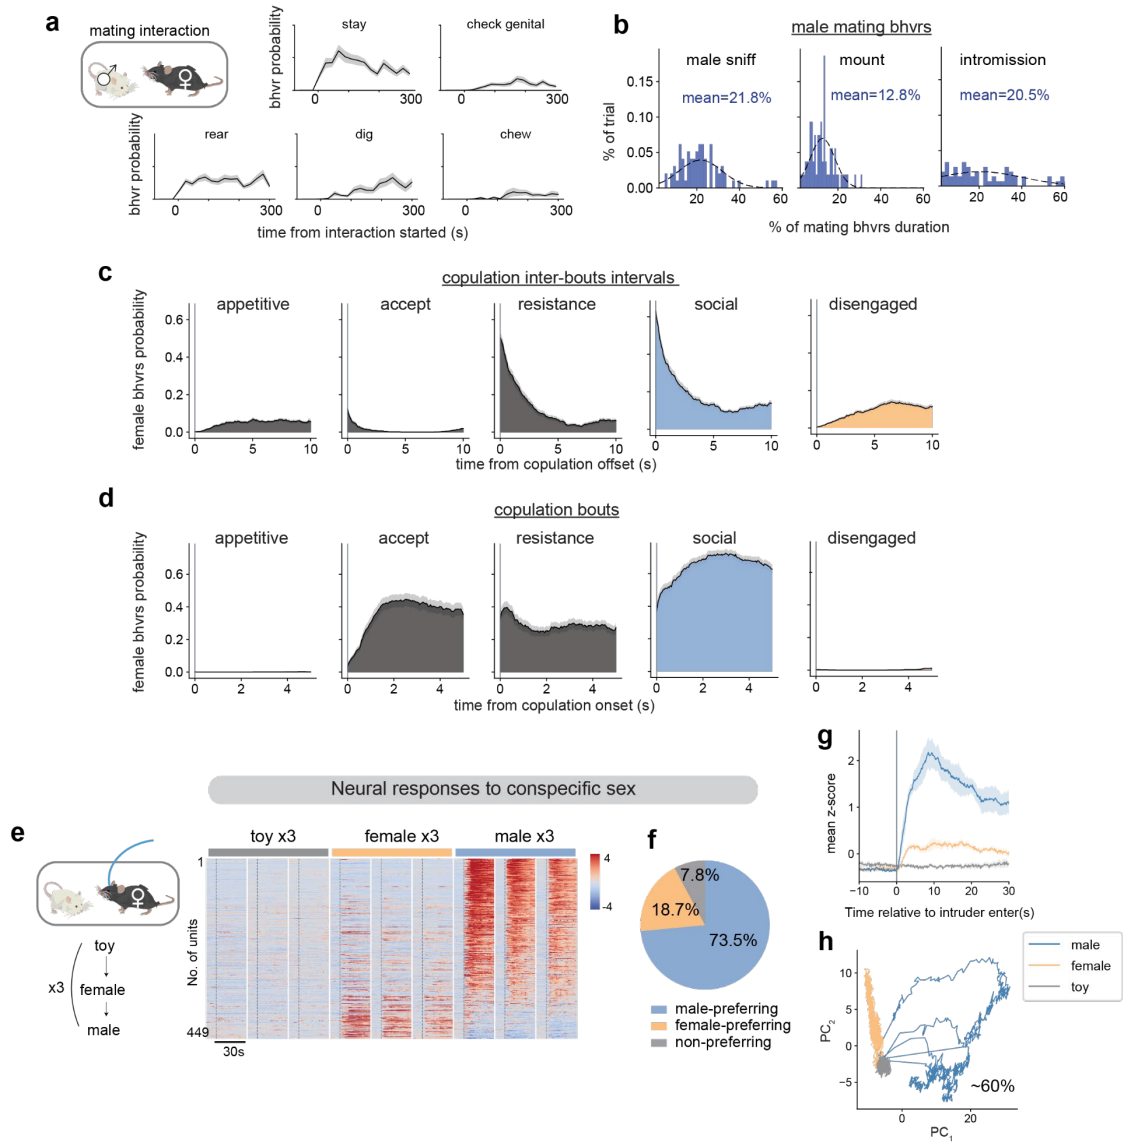 a
mating interaction
bhvr probability
stay
check genital
0
300
0
300
bhvr probability
rear
dig
chew
0
300
0
300
0
300
time from interaction started (s)
b
male mating bhvrs
male sniff
mount
intromission
mean=21.8%
mean=12.8%
mean=20.5%
% of trial
0.15
0.10
0.05
0.00
20
40
60
20
40
60
20
40
60
% of mating bhvrs duration
c
copulation inter-bouts intervals
female bhvrs probability
appetitive
accept
resistance
social
disengaged
0.6
0.4
0.2
0.0
0
5
10
0
5
10
0
5
10
0
5
10
0
5
10
time from copulation offset (s)
d
copulation bouts
female bhvrs probability
appetitive
accept
resistance
social
disengaged
0.6
0.4
0.2
0.0
0
2
4
0
2
4
0
2
4
0
2
4
0
2
4
time from copulation onset (s)
Neural responses to conspecific sex
e
toy
female
male
x3
toy x3
female x3
male x3
No. of units
1
449
30s
4
-4
f
7.8%
18.7%
73.5%
male-preferring
female-preferring
non-preferring
g
mean z-score
2
1
0
−10
0
10
20
30
Time relative to intruder enter(s)
h
male
female
toy
PC2
10
5
0
−5
~60%
0
20
PC1